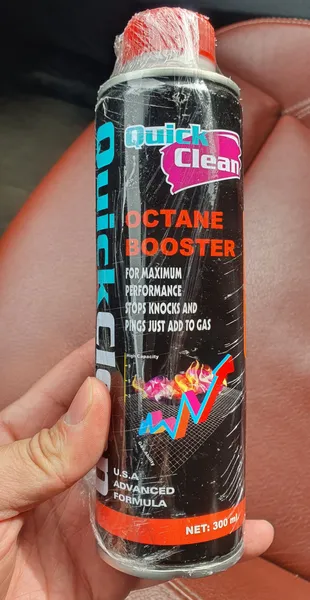 Quick
Clean
OCTANE
BOOSTER
FOR MAXIMUM
PERFORMANCE
STOPS KNOCKS AND
PINGS JUST ADD TO GAS
High Capacity
U.S.A
ADVANCED
FORMULA
NET: 300 ml
Quick